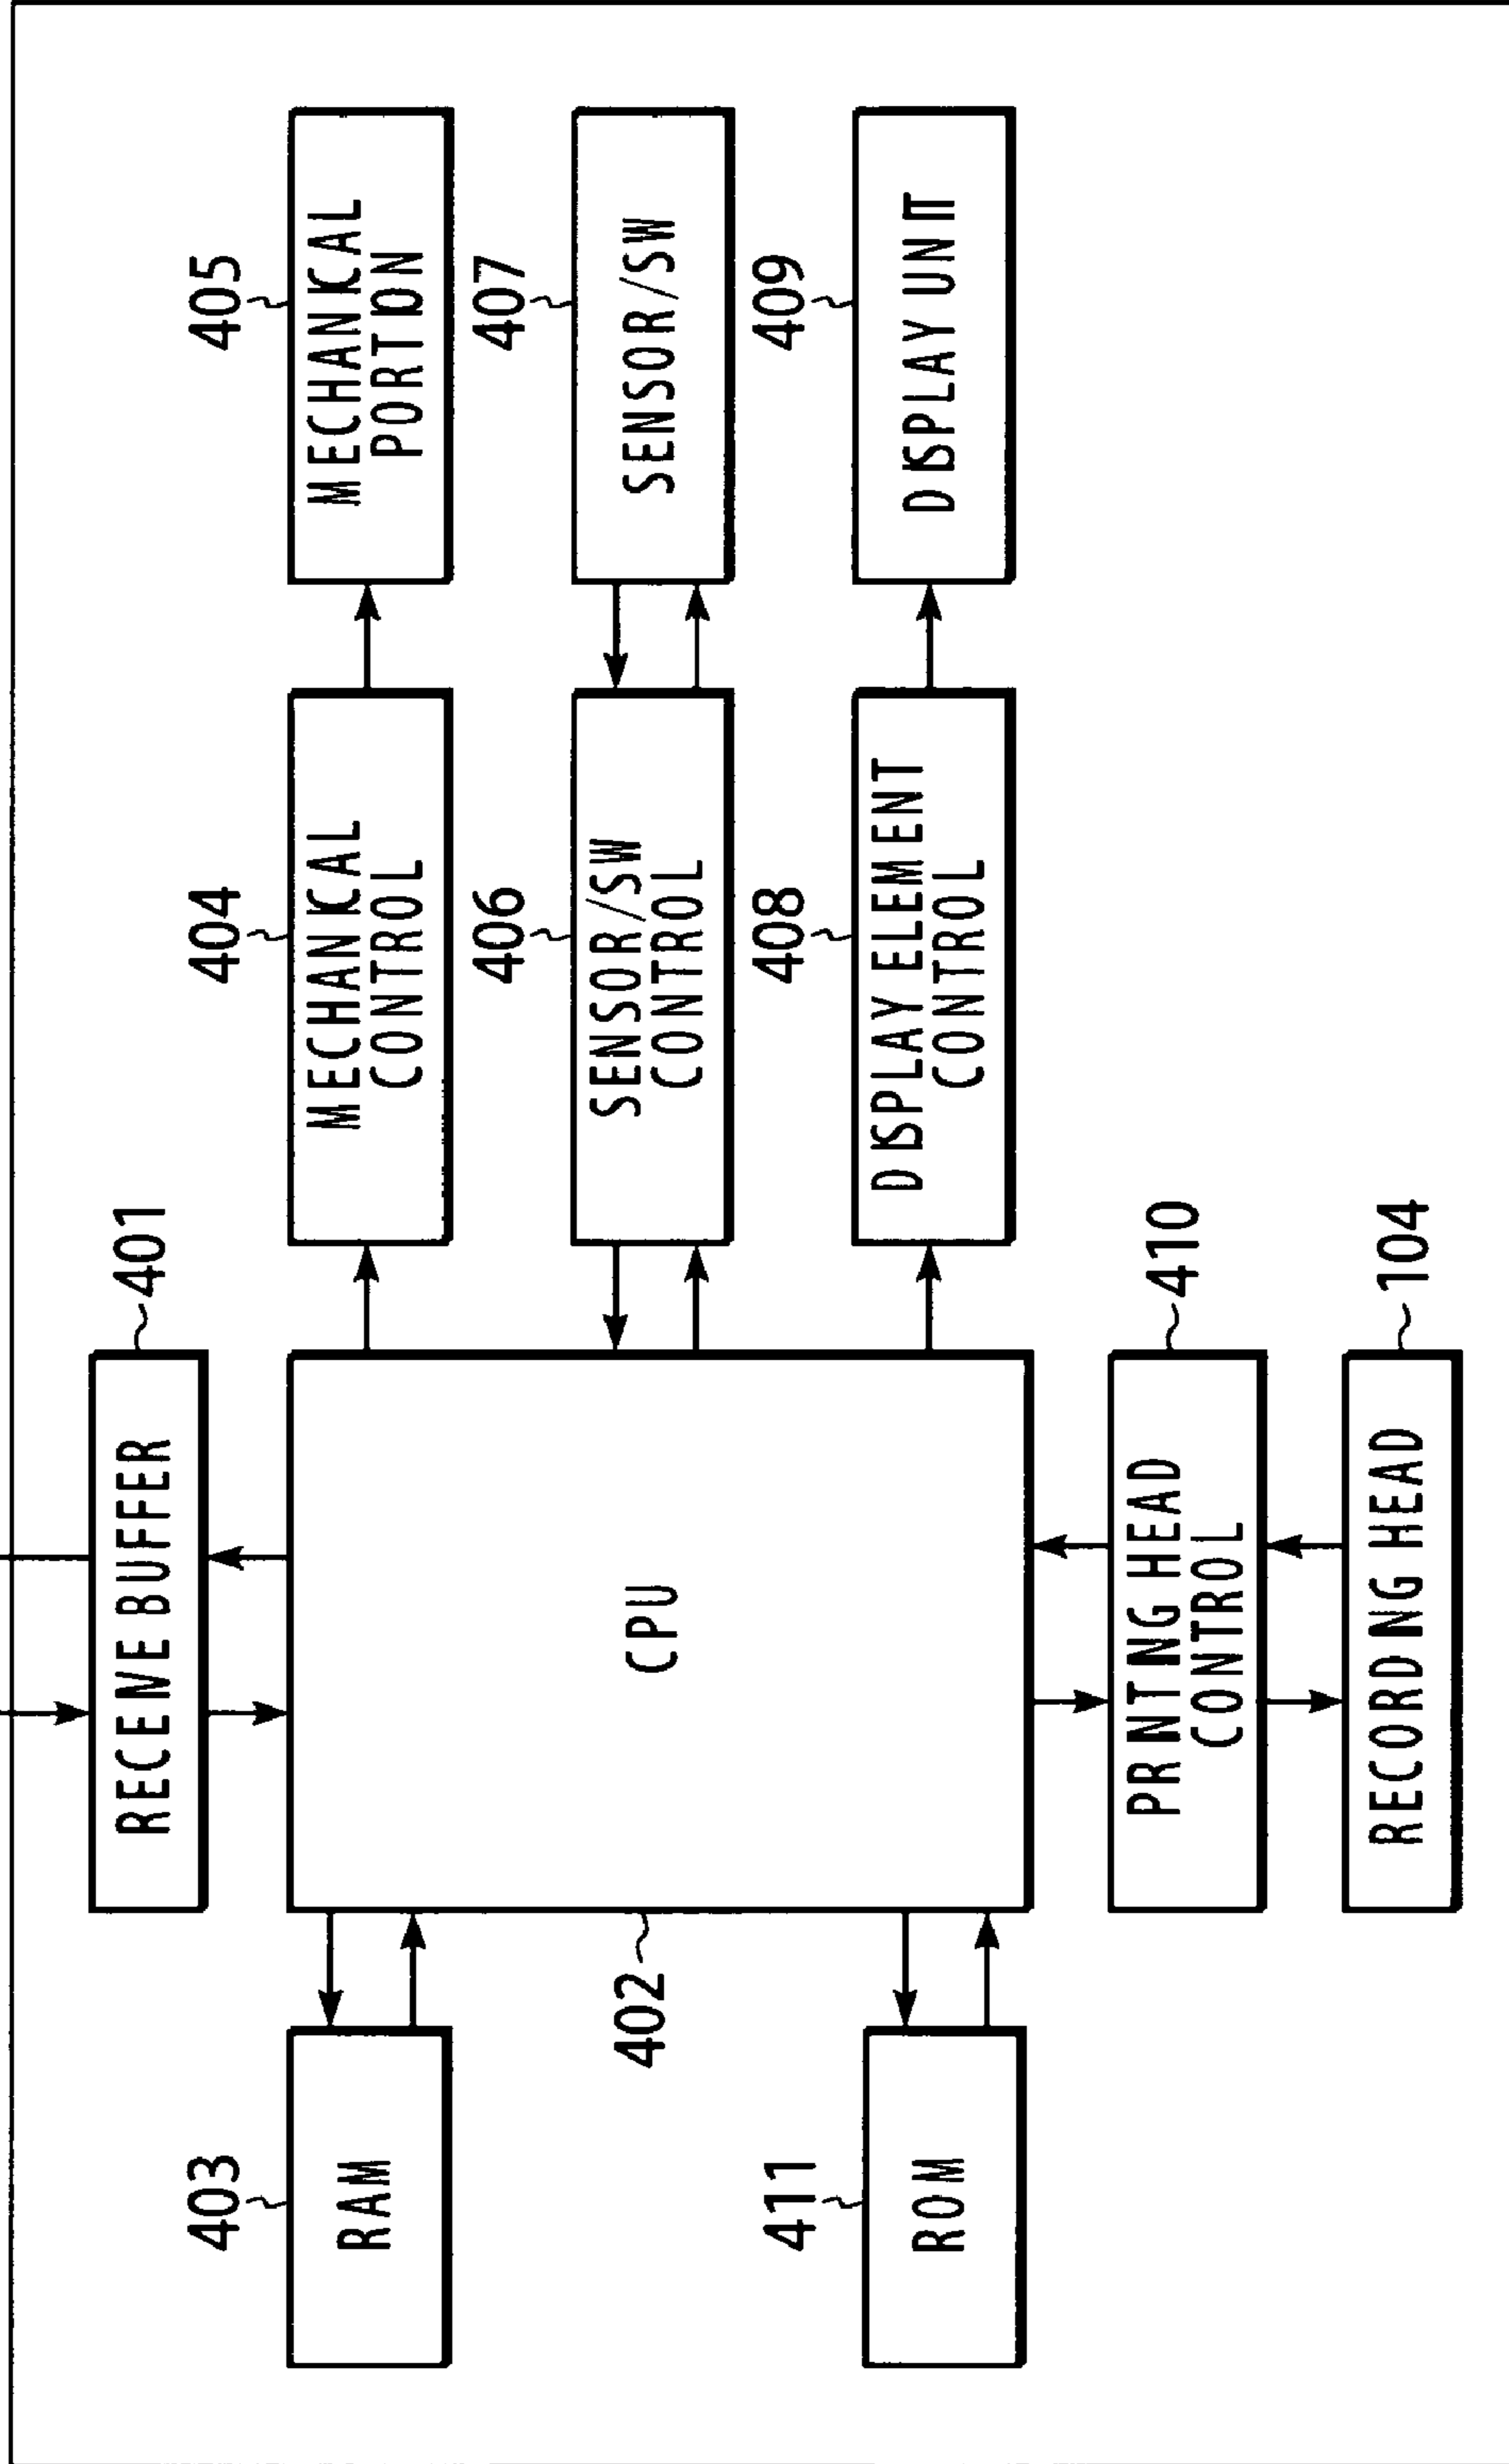 401
RECEIVE BUFFER
404
MECHANICAL
CONTROL
405
MECHANICAL
PORTION
403
RAM
402
CPU
406
SENSOR/SW
CONTROL
407
SENSOR/SW
411
ROM
408
DISPLAY ELEMENT
CONTROL
409
DISPLAY UNIT
410
PRINTING HEAD
CONTROL
104
RECORDING HEAD